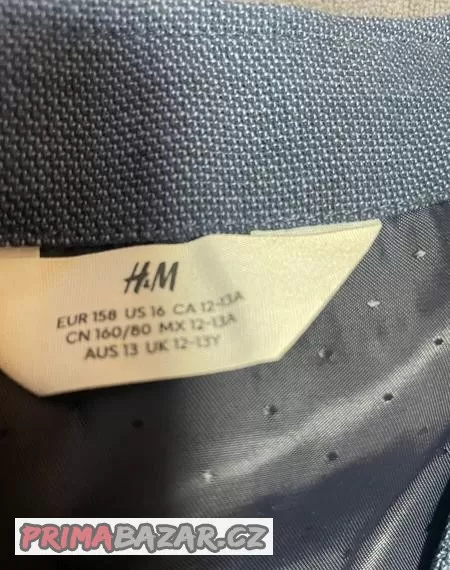 H&M
EUR 158 US 16 CA 12-13A
CN 160/80 MX 12-13A
AUS 13 UK 12-13Y
PRIMABAZAR.CZ